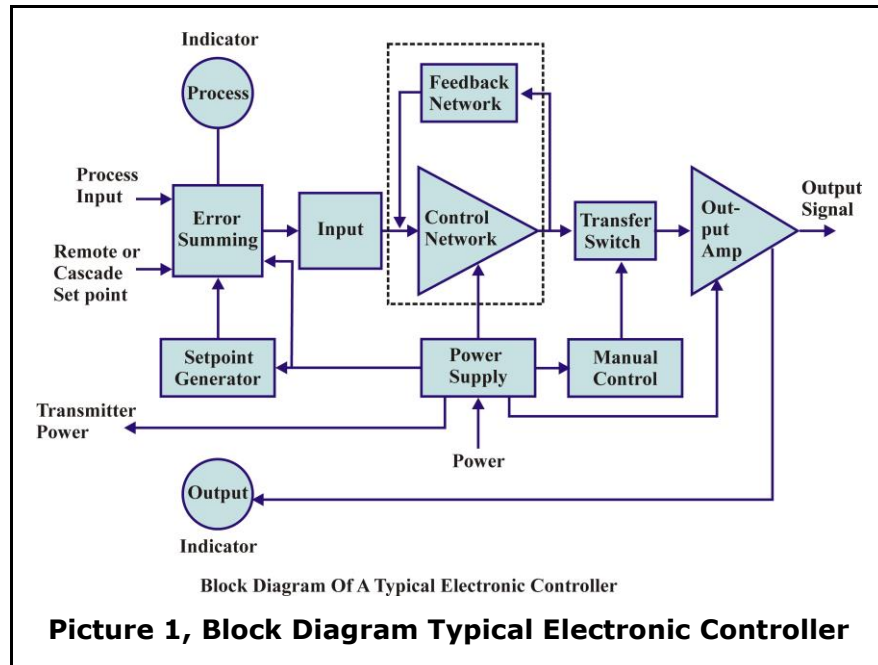 Indicator
Process
Feedback
Network
Process
Input
Error
Summing
Input
Control
Network
Transfer
Switch
Out-
put
Amp
Output
Signal
Remote or
Cascade
Set point
Setpoint
Generator
Power
Supply
Manual
Control
Transmitter
Power
Power
Output
Indicator
Block Diagram Of A Typical Electronic Controller
Picture 1, Block Diagram Typical Electronic Controller